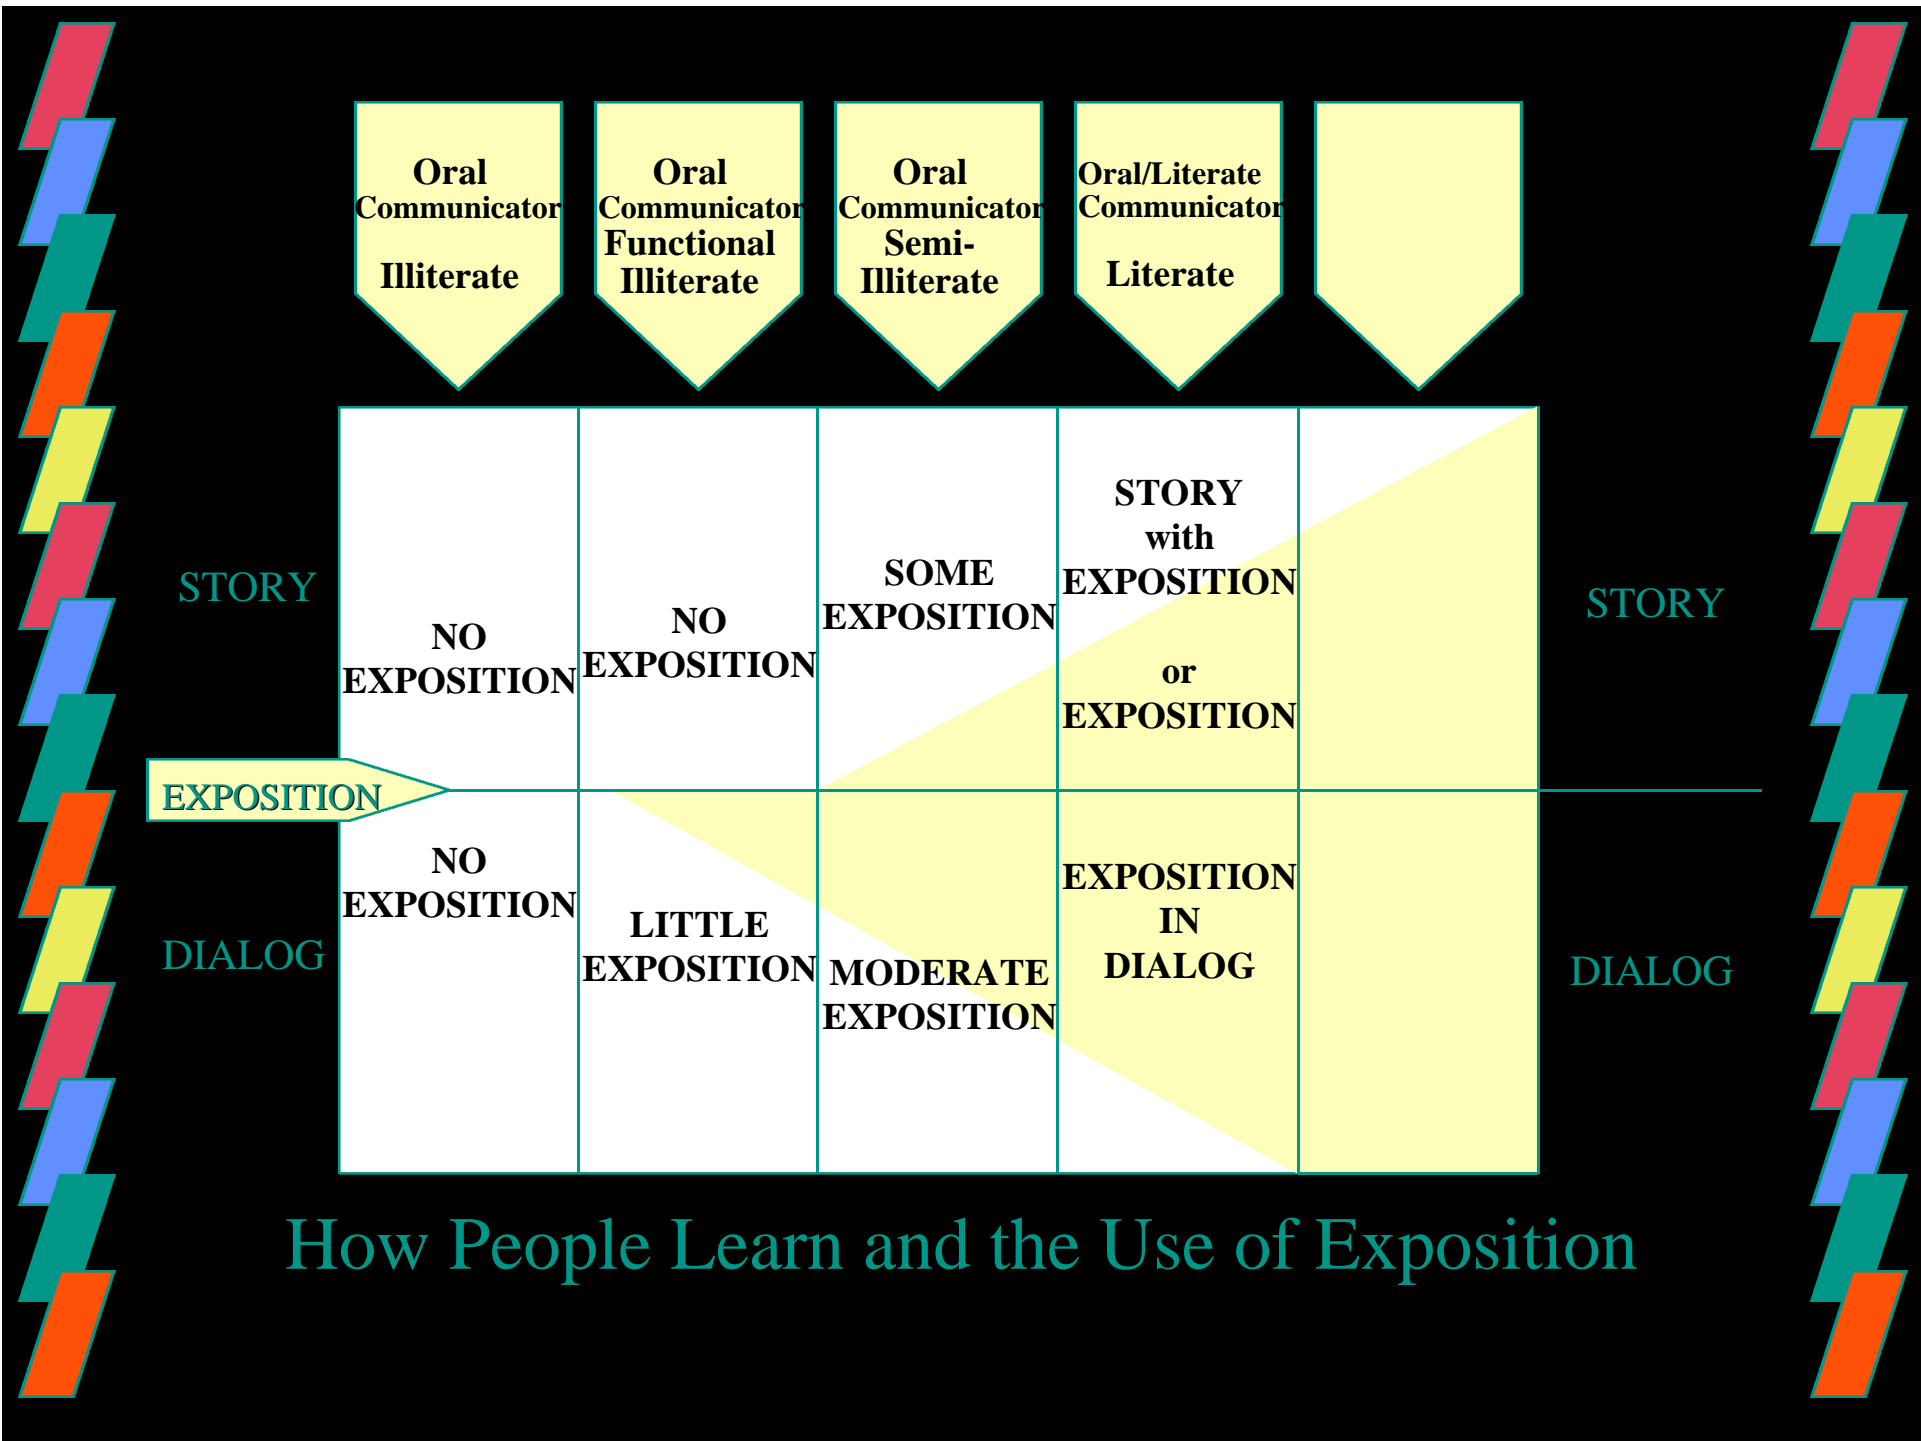 Oral
Communicator
Illiterate
Oral
Communicator
Functional
Illiterate
Oral
Communicator
Semi-
Illiterate
Oral/Literate
Communicator
Literate
STORY
NO
EXPOSITION
NO
EXPOSITION
SOME
EXPOSITION
STORY
with
EXPOSITION
or
EXPOSITION
STORY
EXPOSITION
DIALOG
NO
EXPOSITION
LITTLE
EXPOSITION
MODERATE
EXPOSITION
EXPOSITION
IN
DIALOG
DIALOG
How People Learn and the Use of Exposition